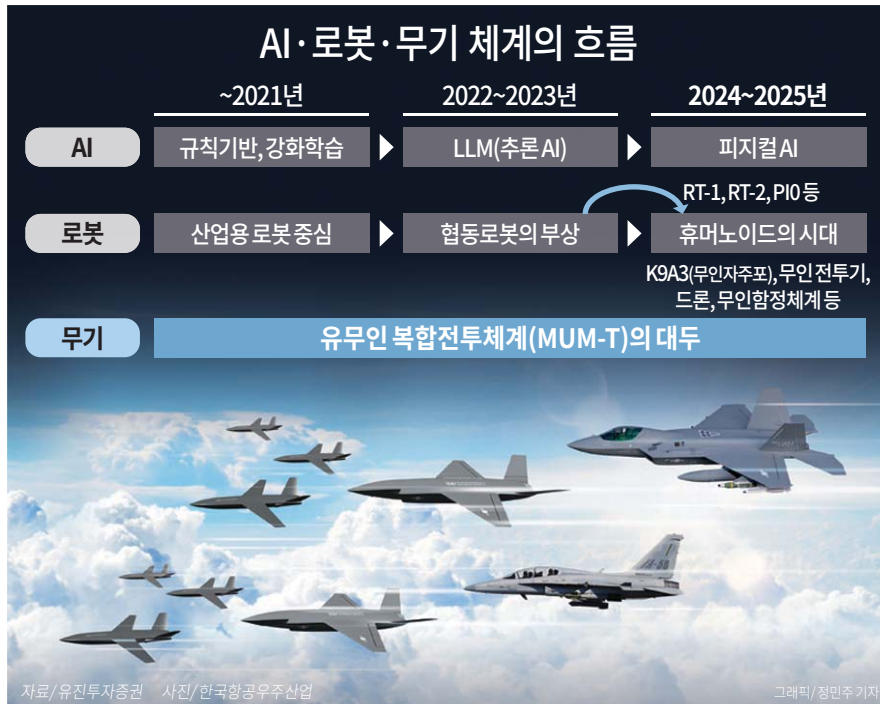 AI·로봇·무기 체계의 흐름
~2021년
2022~2023년
2024~2025년
AI
규칙기반, 강화학습
LLM(추론 AI)
피지컬 AI
RT-1, RT-2, PI0 등
로봇
산업용 로봇 중심
협동로봇의 부상
휴머노이드의 시대
K9A3(무인자주포), 무인 전투기,
드론, 무인함정체계 등
무기
유무인 복합전투체계(MUM-T)의 대두
자료/유진투자증권 사진/한국항공우주산업
그래픽/정민주 기자